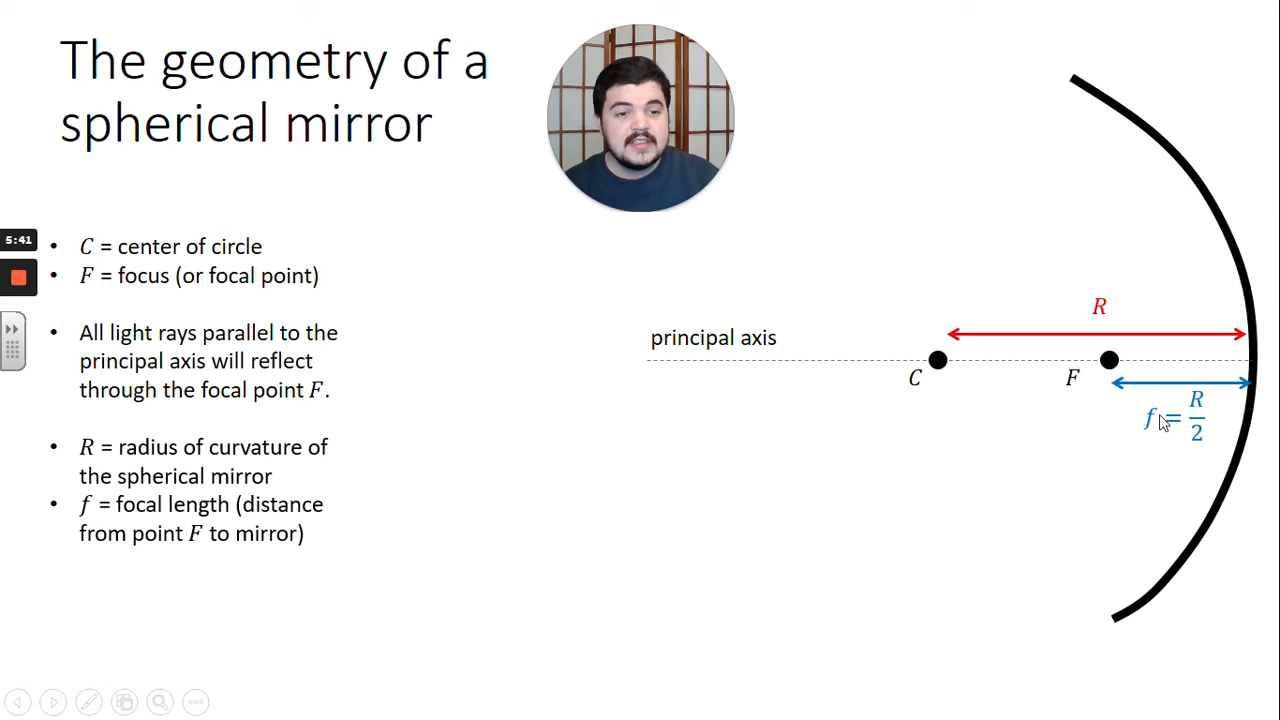 The geometry of a
spherical mirror
5:41
• C = center of circle
• F = focus (or focal point)
• All light rays parallel to the
principal axis will reflect
through the focal point F.
• R = radius of curvature of
the spherical mirror
• f = focal length (distance
from point F to mirror)
principal axis
R
C
F
f = R/2